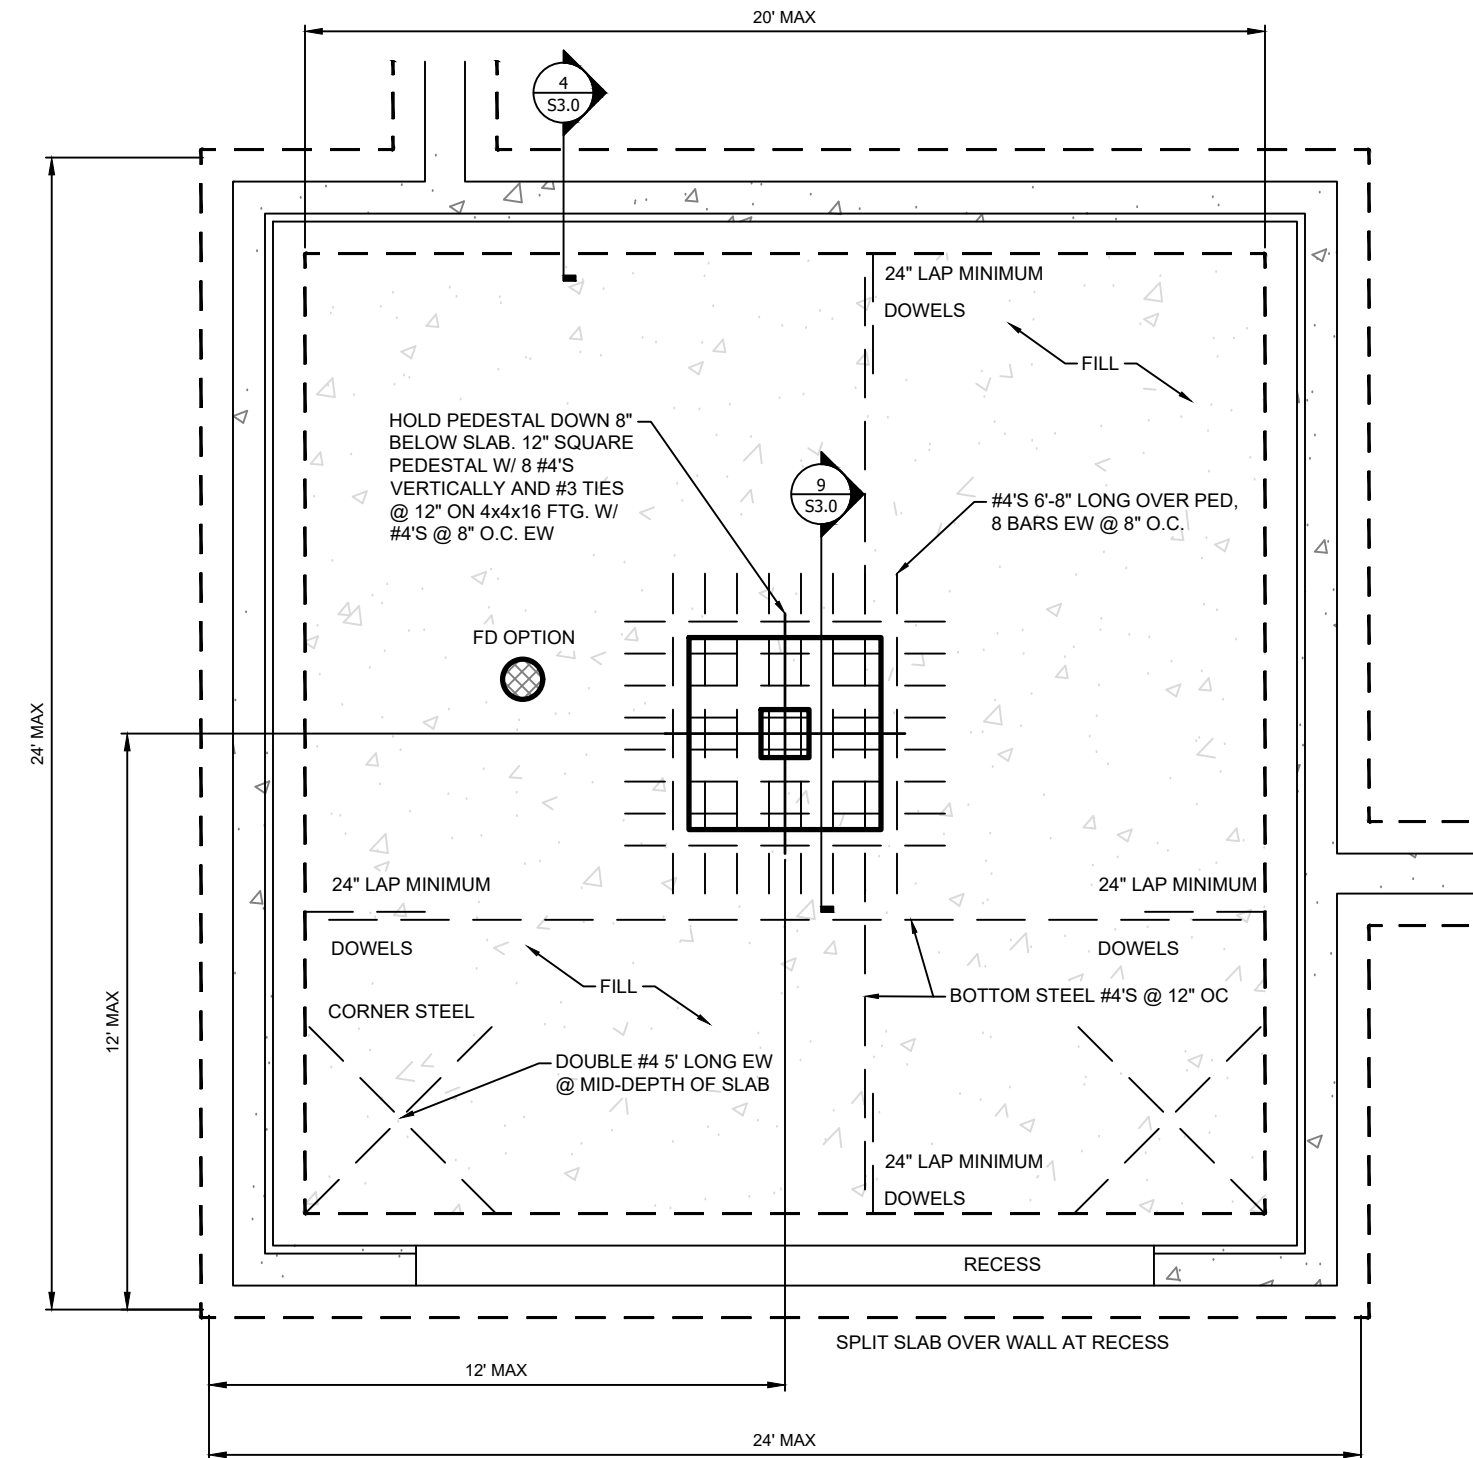 20' MAX
4
S3.0
24" LAP MINIMUM
DOWELS
FILL
HOLD PEDESTAL DOWN 8"
BELOW SLAB. 12" SQUARE
PEDESTAL W/ 8 #4'S
VERTICALLY AND #3 TIES
@ 12" ON 4x4x16 FTG. W/
#4'S @ 8" O.C. EW
9
S3.0
#4'S 6'-8" LONG OVER PED,
8 BARS EW @ 8" O.C.
FD OPTION
24' MAX
24" LAP MINIMUM
24" LAP MINIMUM
DOWELS
DOWELS
FILL
BOTTOM STEEL #4'S @ 12" OC
12' MAX
CORNER STEEL
DOUBLE #4 5' LONG EW
@ MID-DEPTH OF SLAB
24" LAP MINIMUM
DOWELS
RECESS
SPLIT SLAB OVER WALL AT RECESS
12' MAX
24' MAX